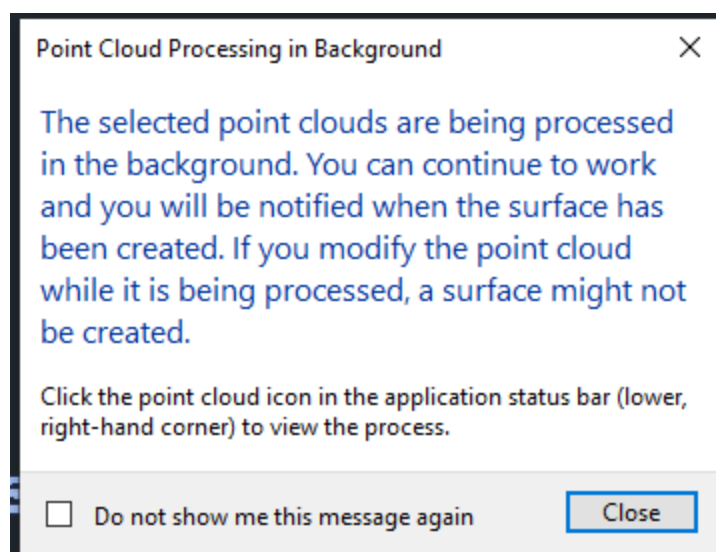 Point Cloud Processing in Background
The selected point clouds are being processed
in the background. You can continue to work
and you will be notified when the surface has
been created. If you modify the point cloud
while it is being processed, a surface might not
be created.
Click the point cloud icon in the application status bar (lower,
right-hand corner) to view the process.
Do not show me this message again
Close